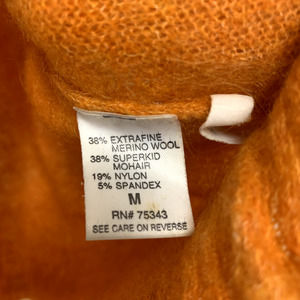 38% EXTRAFINE
MERINO WOOL
38% SUPERKID
MOHAIR
19% NYLON
5% SPANDEX
M
RN# 75343
SEE CARE ON REVERSE